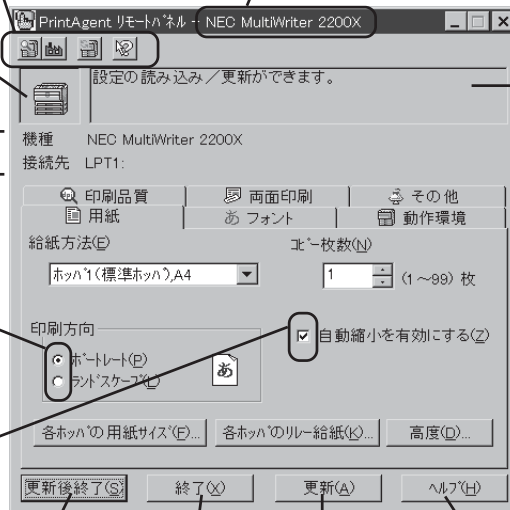 PrintAgent リモートパネル - NEC MultiWriter 2200X
設定の読み込み／更新ができます。
機種 NEC MultiWriter 2200X
接続先 LPT1:
印刷品質 両面印刷 その他
用紙 あ フォント 動作環境
給紙方法(E) コピー枚数(N)
ホッパ1(標準ホッパ),A4 1 (1～99) 枚
印刷方向 自動縮小を有効にする(Z)
ポートレート(P)
ランドスケープ(L) あ
各ホッパの用紙サイズ(F)... 各ホッパのリレー給紙(K)... 高度(D)...
更新後終了(S) 終了(X) 更新(A) ヘルプ(H)